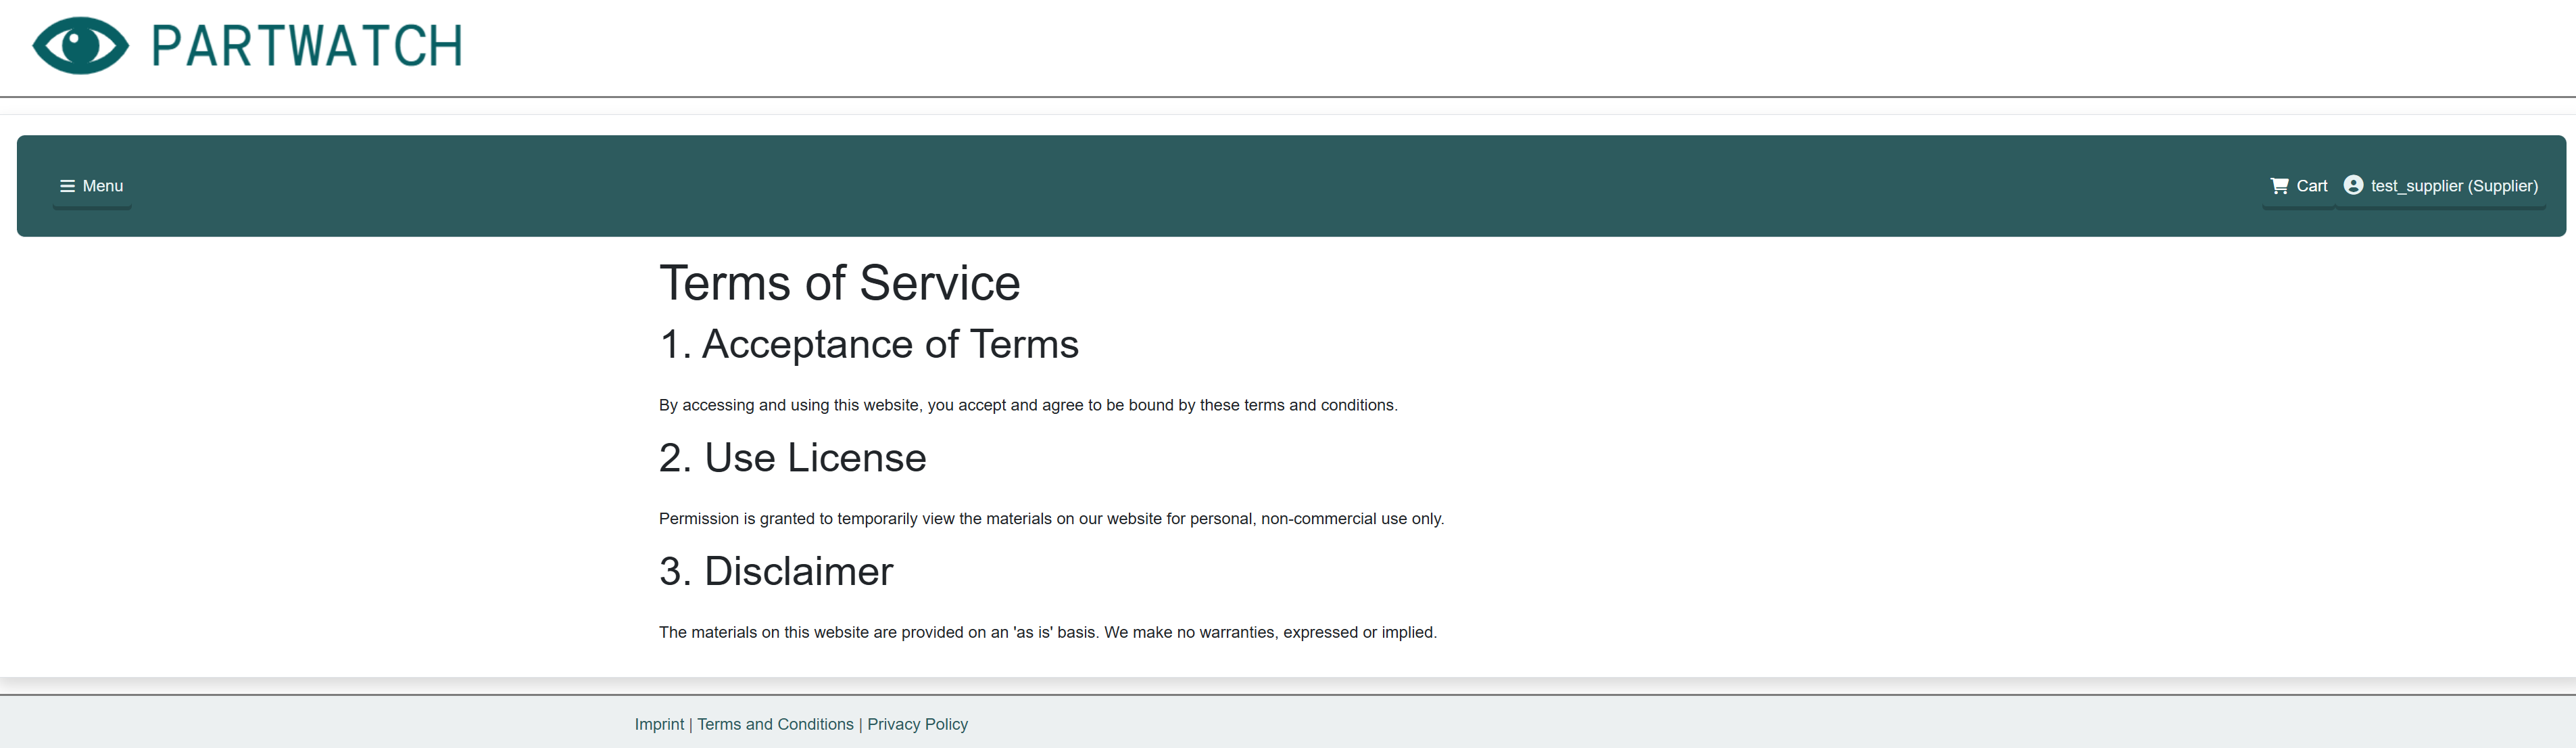 PARTWATCH
Menu
Cart
test_supplier (Supplier)
Terms of Service
1. Acceptance of Terms
By accessing and using this website, you accept and agree to be bound by these terms and conditions.
2. Use License
Permission is granted to temporarily view the materials on our website for personal, non-commercial use only.
3. Disclaimer
The materials on this website are provided on an 'as is' basis. We make no warranties, expressed or implied.
Imprint | Terms and Conditions | Privacy Policy